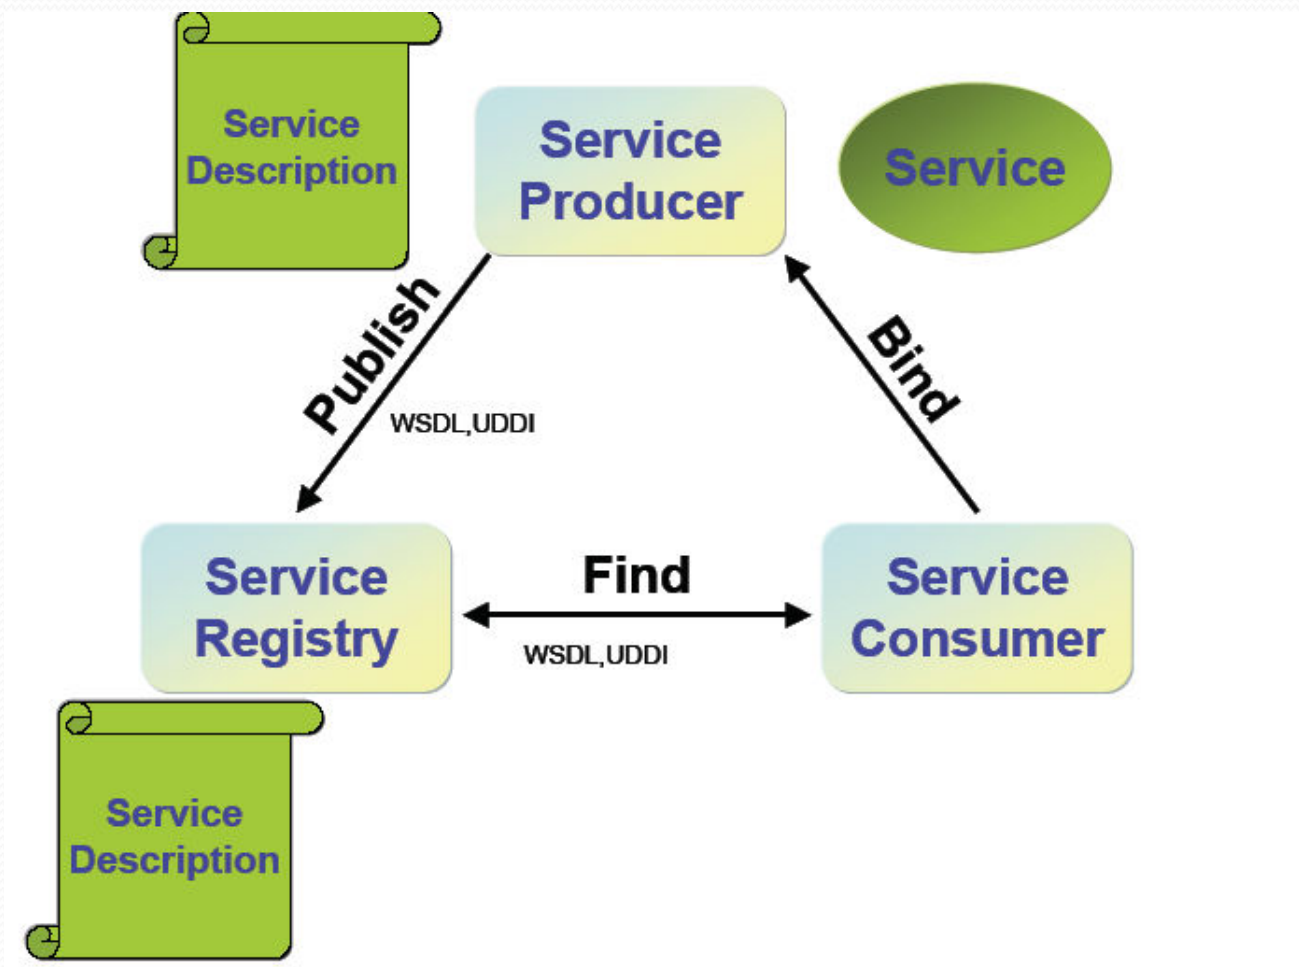 Service
Description
Service
Producer
Service
Publish
Bind
WSDL,UDDI
Service
Registry
Find
WSDL,UDDI
Service
Consumer
Service
Description